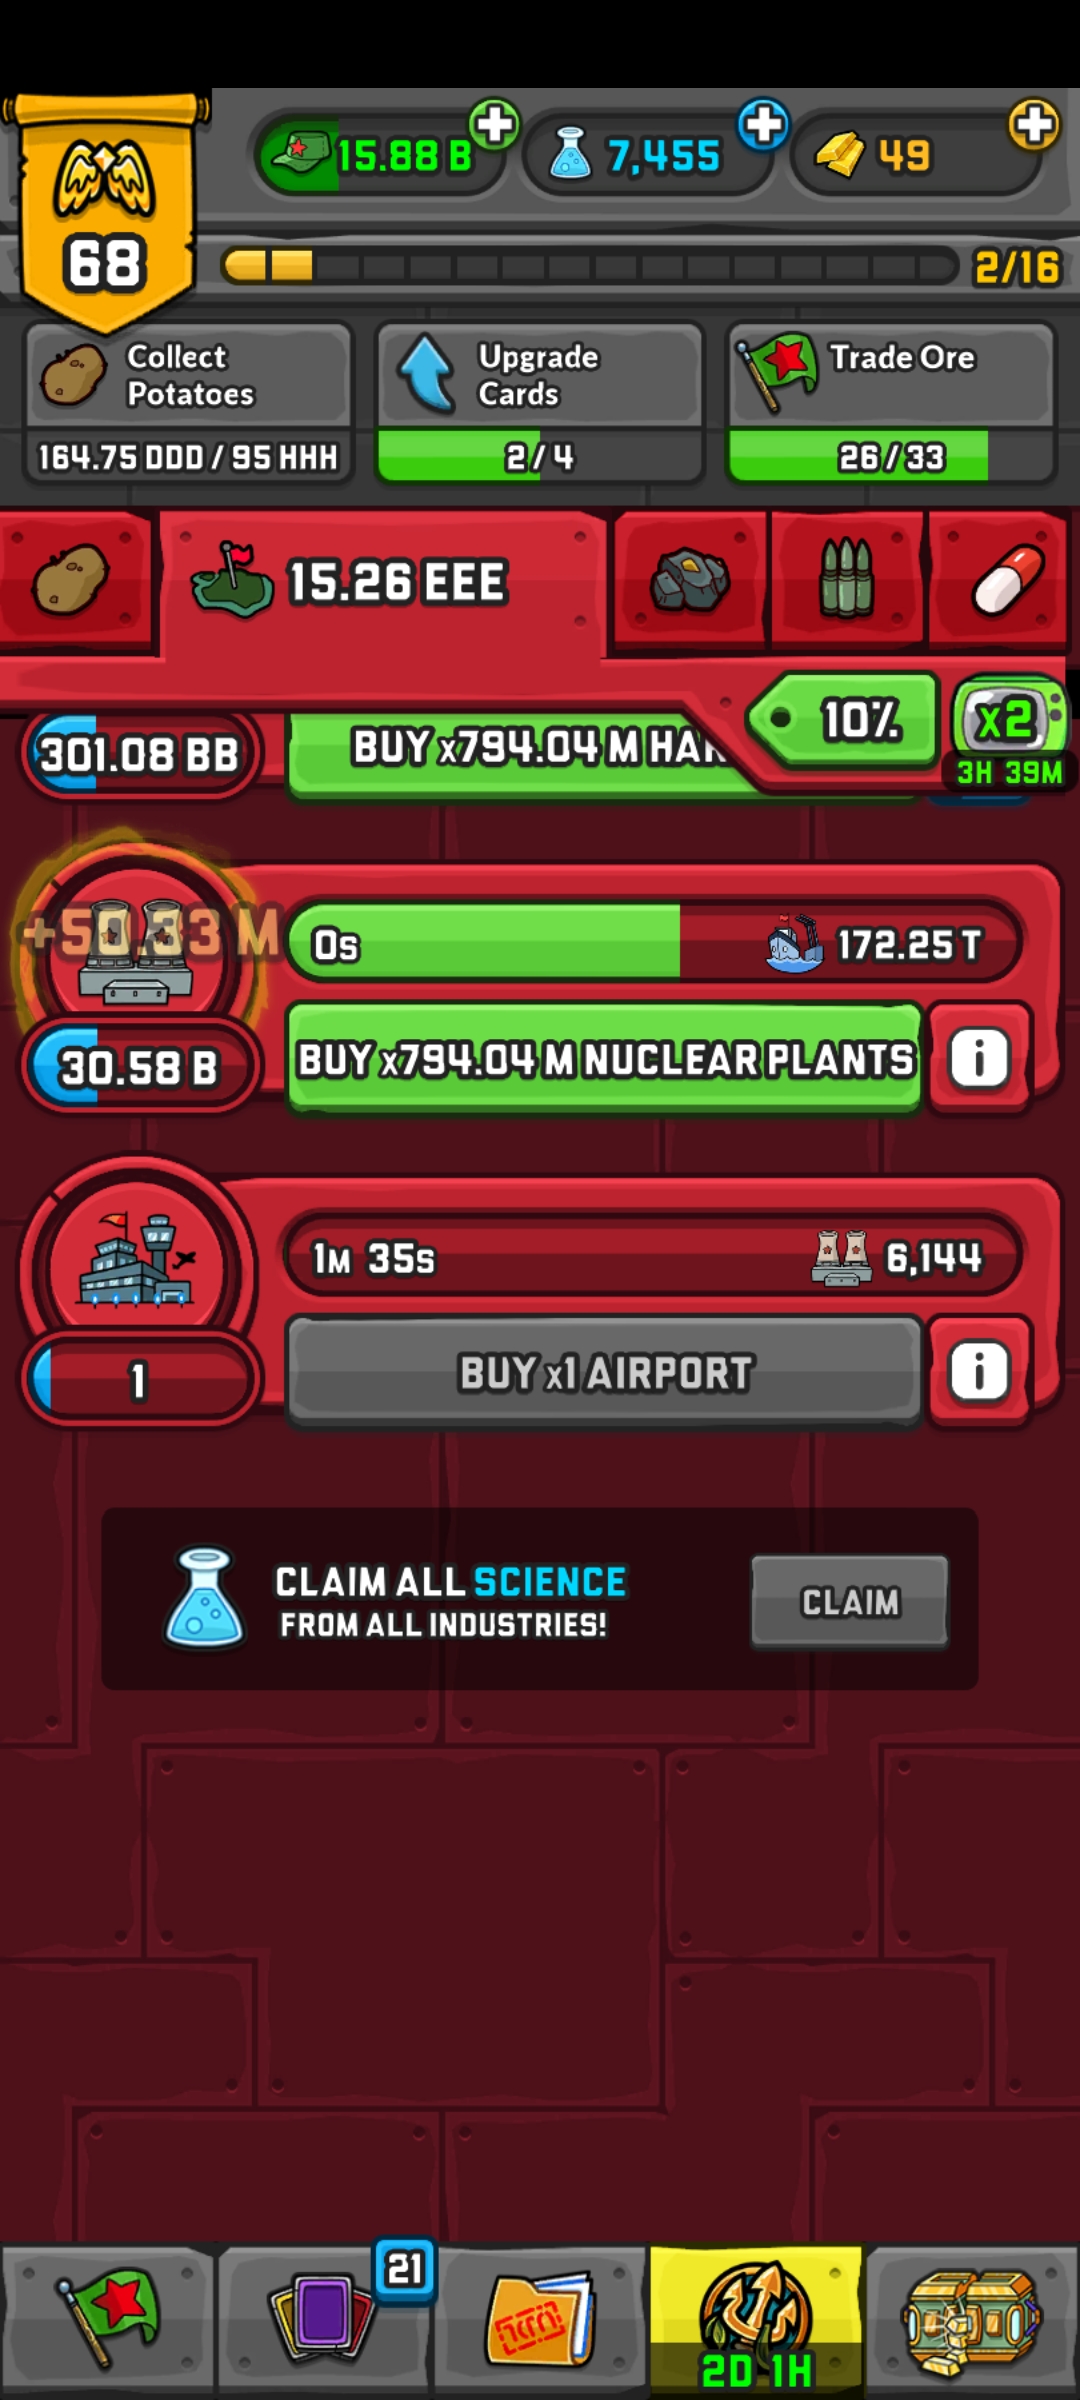 15.88 B
7,455
49
68
2/16
Collect
Potatoes
Upgrade
Cards
Trade Ore
164.75 DDD / 95 HHH
2/4
26/33
15.26 EEE
10%
x2
3H 39M
301.08 BB
BUY x794.04 M HAR
+50.33 M
0s
172.25 T
30.58 B
BUY x794.04 M NUCLEAR PLANTS
i
1M 35s
6,144
1
BUY x1 AIRPORT
i
CLAIM ALL SCIENCE
FROM ALL INDUSTRIES!
CLAIM
21
2D 1H